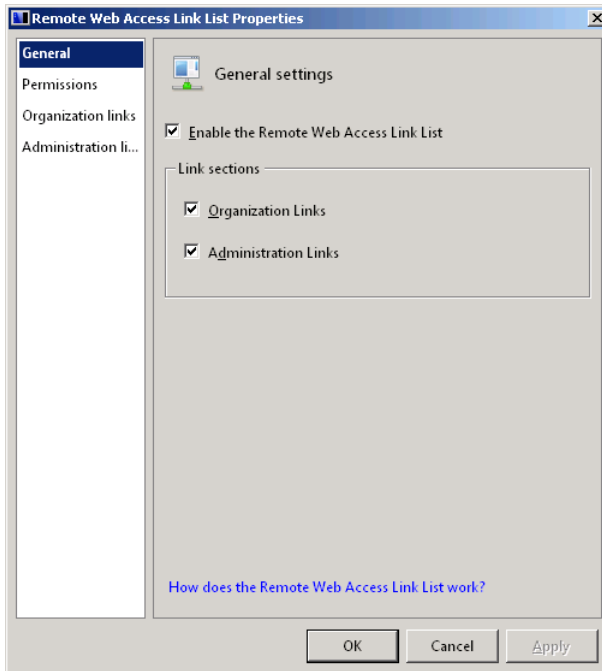 Remote Web Access Link List Properties
General
Permissions
Organization links
Administration li...
General settings
Enable the Remote Web Access Link List
Link sections
Organization Links
Administration Links
How does the Remote Web Access Link List work?
OK
Cancel
Apply